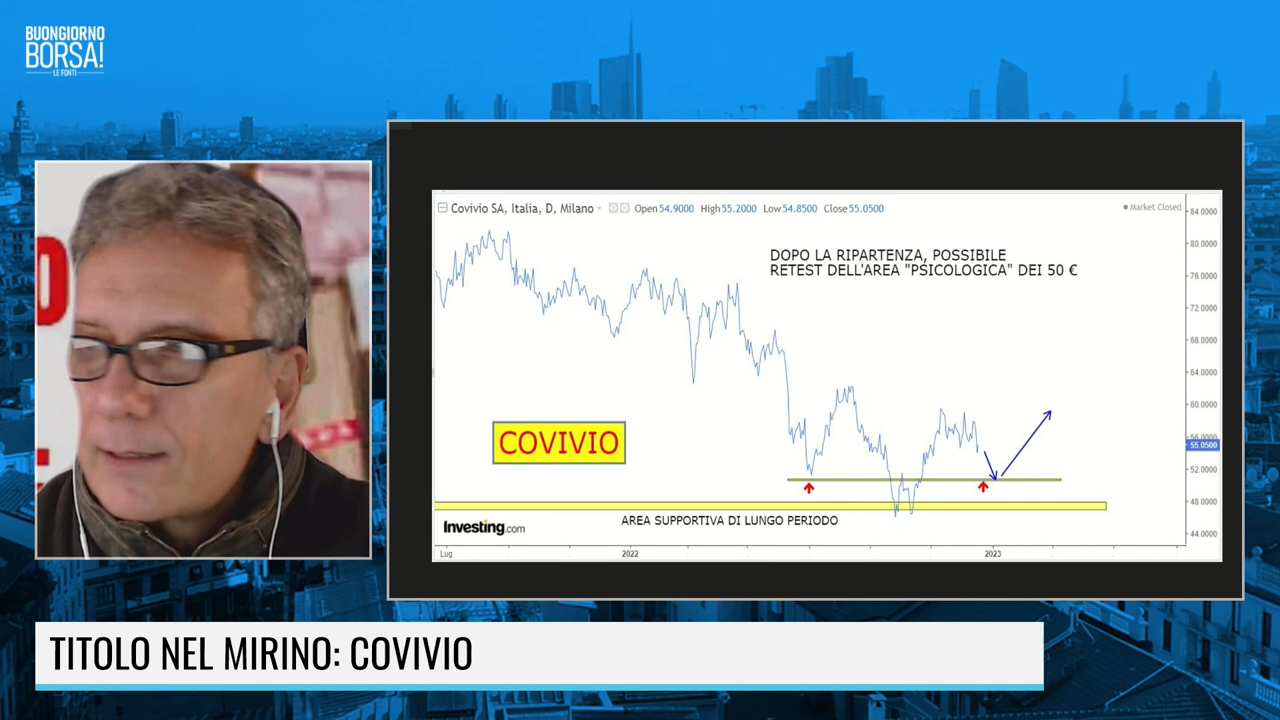 BUONGIORNO
BORSA!
LE FONTI
Covivio SA, Italia, D, Milano
Open 54.9000 High 55.2000 Low 54.8500 Close 55.0500
Market Closed
DOPO LA RIPARTENZA, POSSIBILE
RETEST DELL'AREA "PSICOLOGICA" DEI 50 €
84.0000
80.0000
76.0000
72.0000
68.0000
64.0000
60.0000
56.0000
55.0500
52.0000
48.0000
44.0000
COVIVIO
AREA SUPPORTIVA DI LUNGO PERIODO
Investing.com
Lug
2022
2023
TITOLO NEL MIRINO: COVIVIO